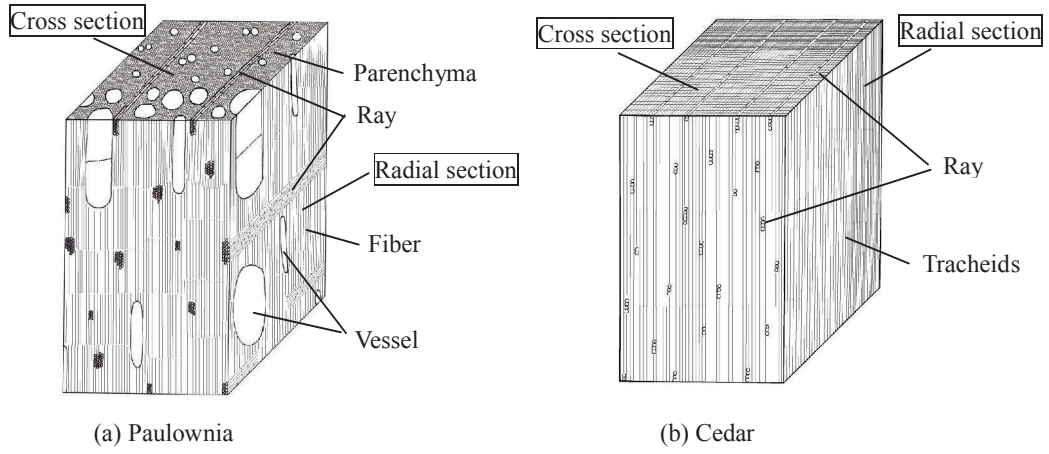 Cross section
Parenchyma
Ray
Radial section
Fiber
Vessel
(a) Paulownia
Cross section
Radial section
Ray
Tracheids
(b) Cedar